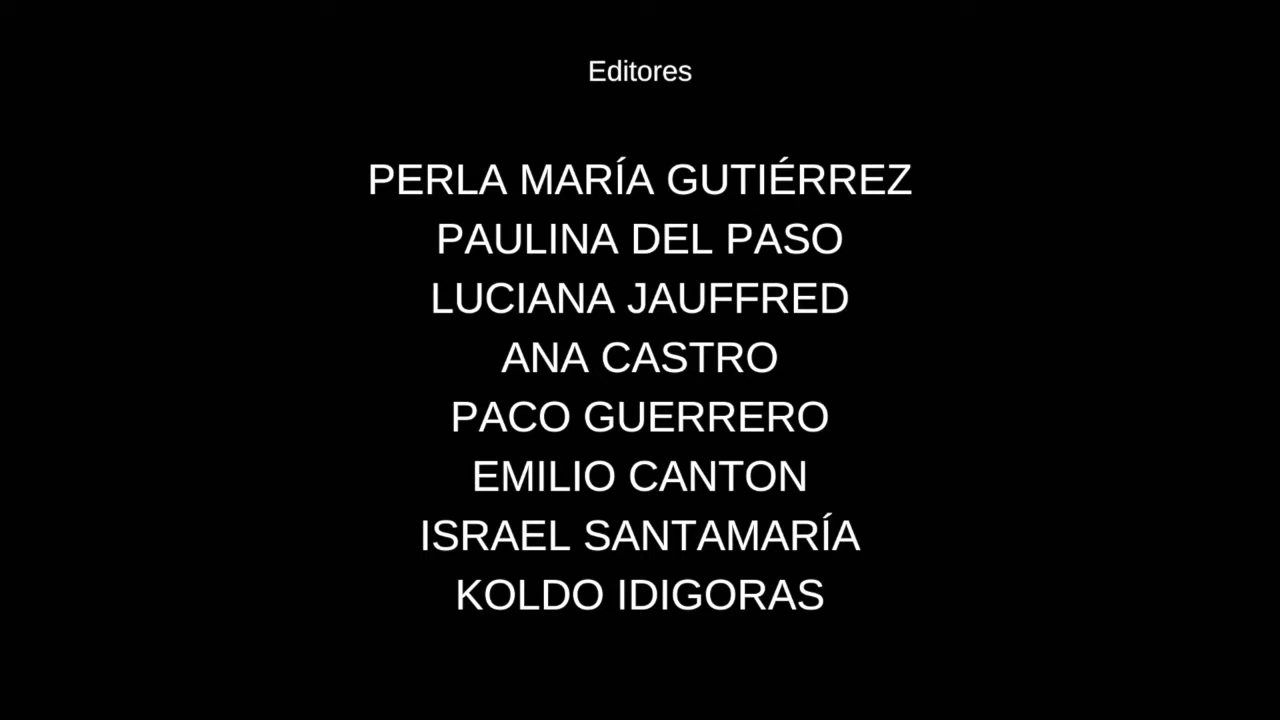 Editores
PERLA MARÍA GUTIÉRREZ
PAULINA DEL PASO
LUCIANA JAUFFRED
ANA CASTRO
PACO GUERRERO
EMILIO CANTON
ISRAEL SANTAMARÍA
KOLDO IDIGORAS